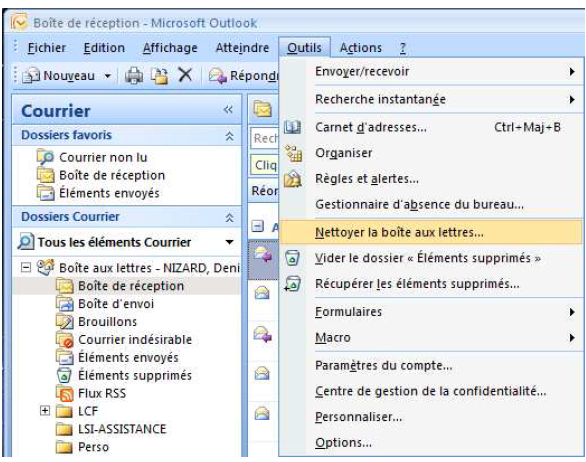 Boîte de réception - Microsoft Outlook
Fichier Edition Affichage Atteindre Outils Actions ?
Nouveau Répond
Courrier «
Dossiers favoris
Courrier non lu
Boîte de réception
Éléments envoyés
Dossiers Courrier
Tous les éléments Courrier
Boîte aux lettres - NIZARD, Deni
Boîte de réception
Boîte d'envoi
Brouillons
Courrier indésirable
Éléments envoyés
Éléments supprimés
Flux RSS
LCF
LSI-ASSISTANCE
Perso
Rech
Cliq
Réor
A
Envoyer/recevoir
Recherche instantanée
Carnet d'adresses... Ctrl+Maj+B
Organiser
Règles et alertes...
Gestionnaire d'absence du bureau...
Nettoyer la boîte aux lettres...
Vider le dossier « Éléments supprimés »
Récupérer les éléments supprimés...
Formulaires
Macro
Paramètres du compte...
Centre de gestion de la confidentialité...
Personnaliser...
Options...